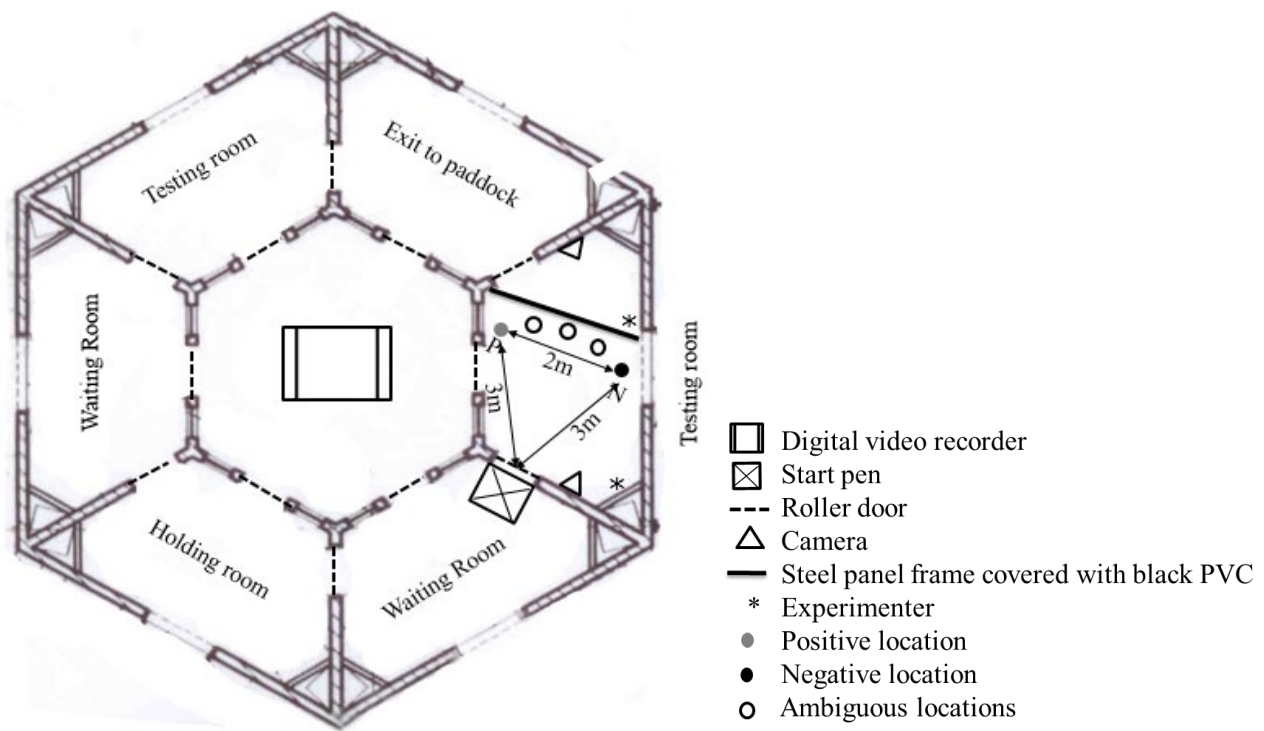 Testing room
Exit to paddock
Waiting Room
*
P
2m
N
3m
3m
Testing room
*
Holding room
Waiting Room
Digital video recorder
Start pen
Roller door
Camera
Steel panel frame covered with black PVC
* Experimenter
Positive location
Negative location
Ambiguous locations